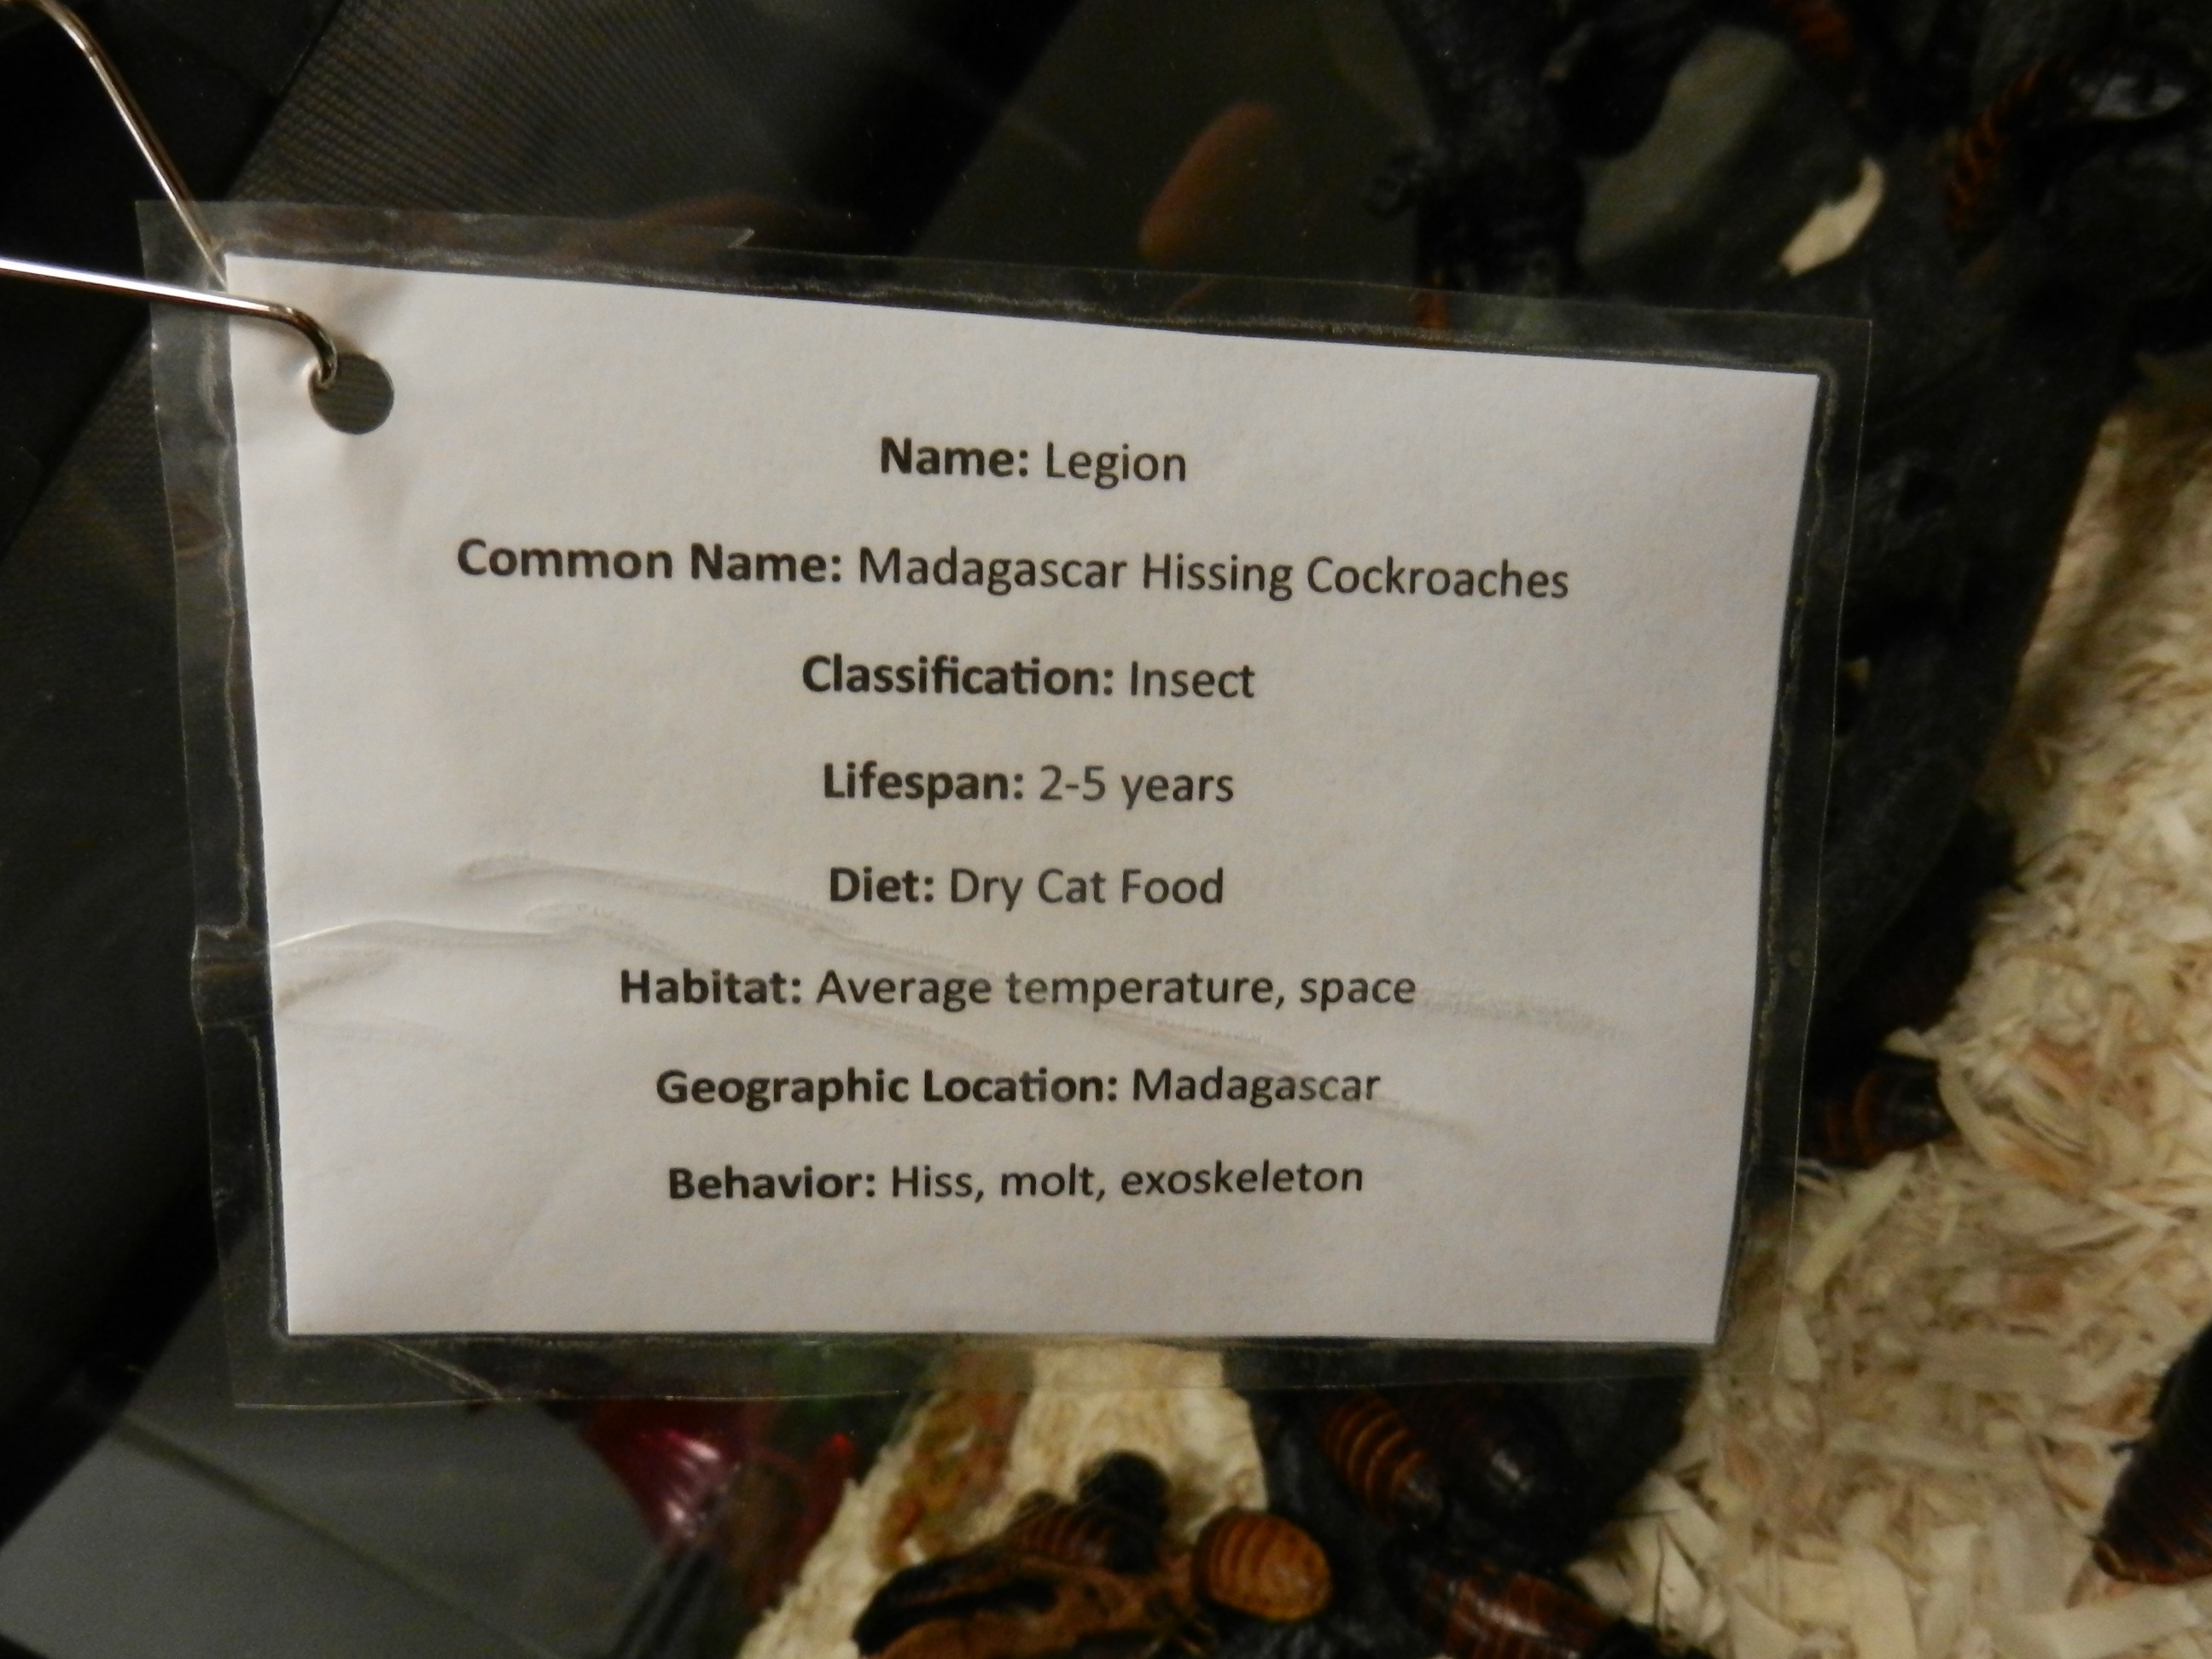 Name: Legion
Common Name: Madagascar Hissing Cockroaches
Classification: Insect
Lifespan: 2-5 years
Diet: Dry Cat Food
Habitat: Average temperature, space
Geographic Location: Madagascar
Behavior: Hiss, molt, exoskeleton